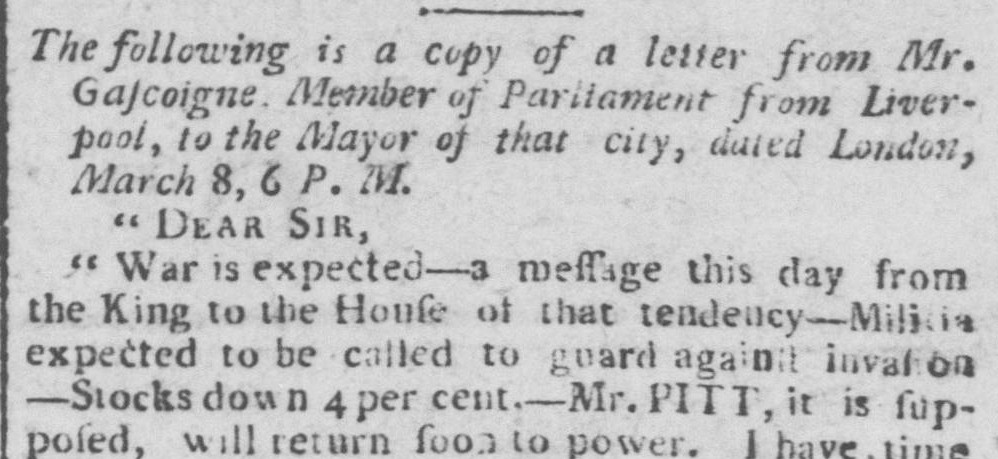 The following is a copy of a letter from Mr.
Gaſcoigne. Member of Parliament from Liver-
pool, to the Mayor of that city, dated London,
March 8, 6 P. M.
“ DEAR SIR,
“ War is expected—a meſſage this day from
the King to the Houſe of that tendency—Militia
expected to be called to guard againſt invaſion
—Stocks down 4 per cent.—Mr. PITT, it is ſup-
poſed, will return ſoon to power. I have time